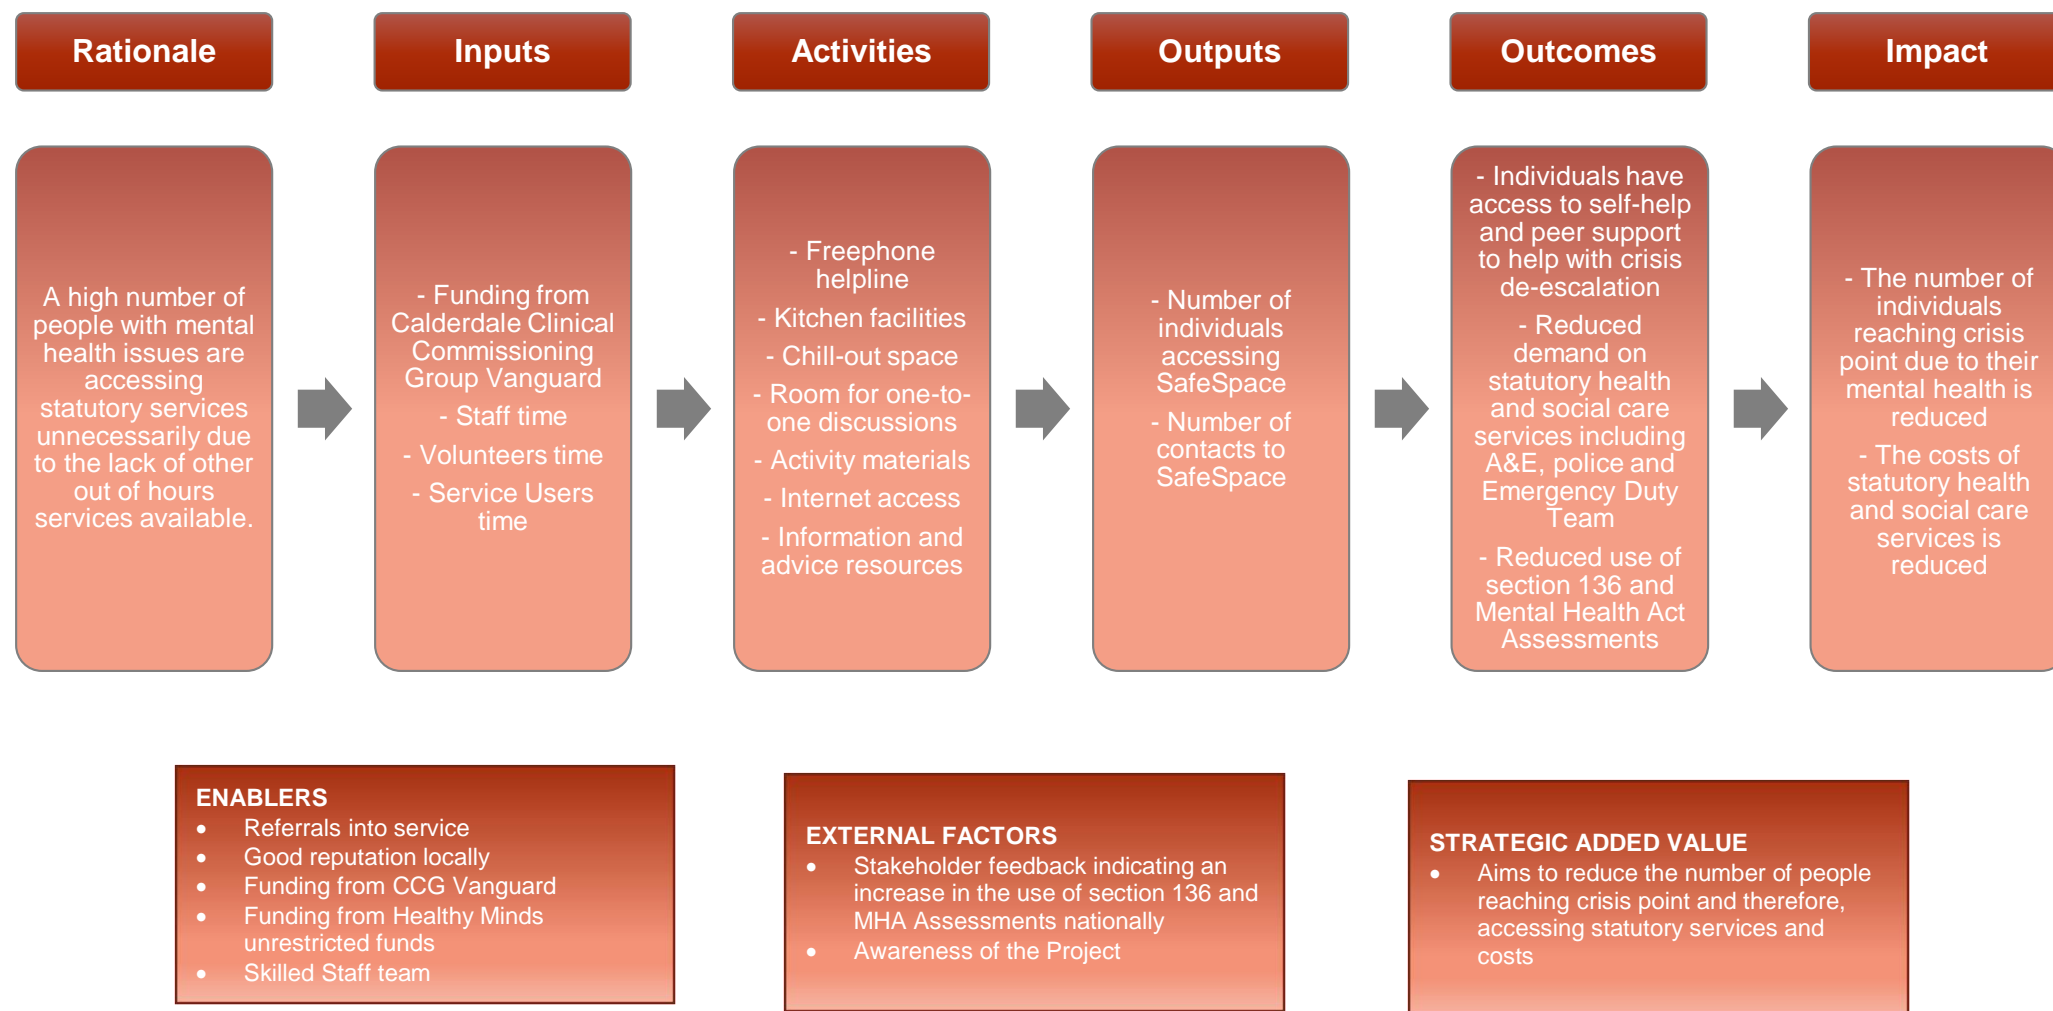 Rationale
Inputs
Activities
Outputs
Outcomes
Impact
A high number of
people with mental
health issues are
accessing
statutory services
unnecessarily due
to the lack of other
out of hours
services available.
- Funding from
Calderdale Clinical
Commissioning
Group Vanguard
- Staff time
- Volunteers time
- Service Users
time
- Freephone
helpline
- Kitchen facilities
- Chill-out space
- Room for one-to-
one discussions
- Activity materials
- Internet access
- Information and
advice resources
- Number of
individuals
accessing
SafeSpace
- Number of
contacts to
SafeSpace
- Individuals have
access to self-help
and peer support
to help with crisis
de-escalation
- Reduced
demand on
statutory health
and social care
services including
A&E, police and
Emergency Duty
Team
- Reduced use of
section 136 and
Mental Health Act
Assessments
- The number of
individuals
reaching crisis
point due to their
mental health is
reduced
- The costs of
statutory health
and social care
services is
reduced
ENABLERS
• Referrals into service
• Good reputation locally
• Funding from CCG Vanguard
• Funding from Healthy Minds
unrestricted funds
• Skilled Staff team
EXTERNAL FACTORS
• Stakeholder feedback indicating an
increase in the use of section 136 and
MHA Assessments nationally
• Awareness of the Project
STRATEGIC ADDED VALUE
• Aims to reduce the number of people
reaching crisis point and therefore,
accessing statutory services and
costs